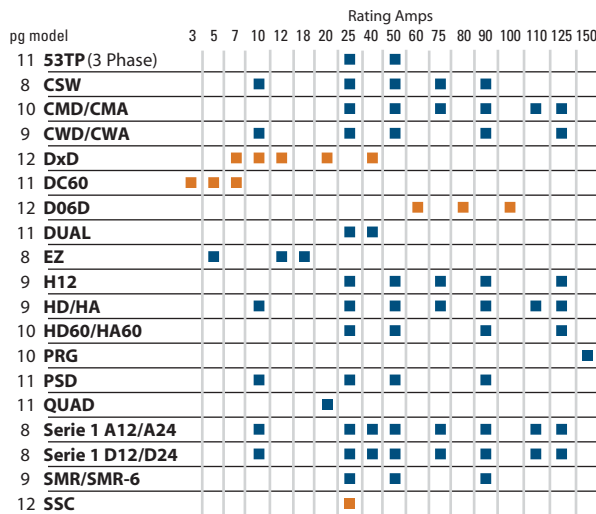 Rating Amps
pg model 3 5 7 10 12 18 20 25 40 50 60 75 80 90 100 110 125 150
11 53TP (3 Phase)
8 CSW
10 CMD/CMA
9 CWD/CWA
12 DxD
11 DC60
12 D06D
11 DUAL
8 EZ
9 H12
9 HD/HA
10 HD60/HA60
10 PRG
11 PSD
11 QUAD
8 Serie 1 A12/A24
8 Serie 1 D12/D24
9 SMR/SMR-6
12 SSC